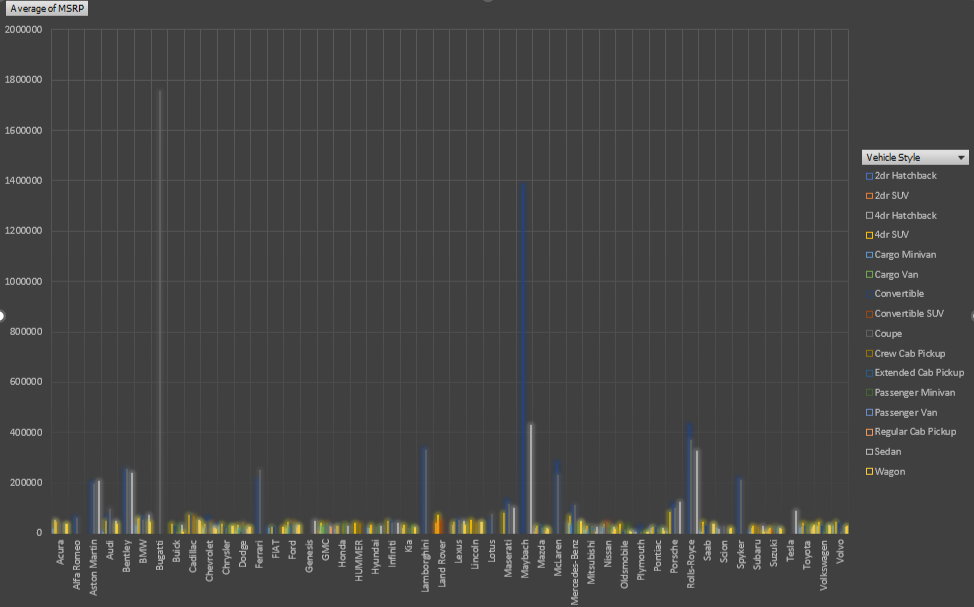 Average of MSRP
2000000
1800000
1600000
1400000
1200000
1000000
800000
600000
400000
200000
0
Acura
Alfa Romeo
Aston Martin
Audi
Bentley
BMW
Bugatti
Buick
Cadillac
Chevrolet
Chrysler
Dodge
Ferrari
FIAT
Ford
Genesis
GMC
Honda
HUMMER
Hyundai
Infiniti
Kia
Lamborghini
Land Rover
Lexus
Lincoln
Lotus
Maserati
Maybach
Mazda
McLaren
Mercedes-Benz
Mitsubishi
Nissan
Oldsmobile
Plymouth
Pontiac
Porsche
Rolls-Royce
Saab
Scion
Spyker
Subaru
Suzuki
Tesla
Toyota
Volkswagen
Volvo
Vehicle Style
2dr Hatchback
2dr SUV
4dr Hatchback
4dr SUV
Cargo Minivan
Cargo Van
Convertible
Convertible SUV
Coupe
Crew Cab Pickup
Extended Cab Pickup
Passenger Minivan
Passenger Van
Regular Cab Pickup
Sedan
Wagon